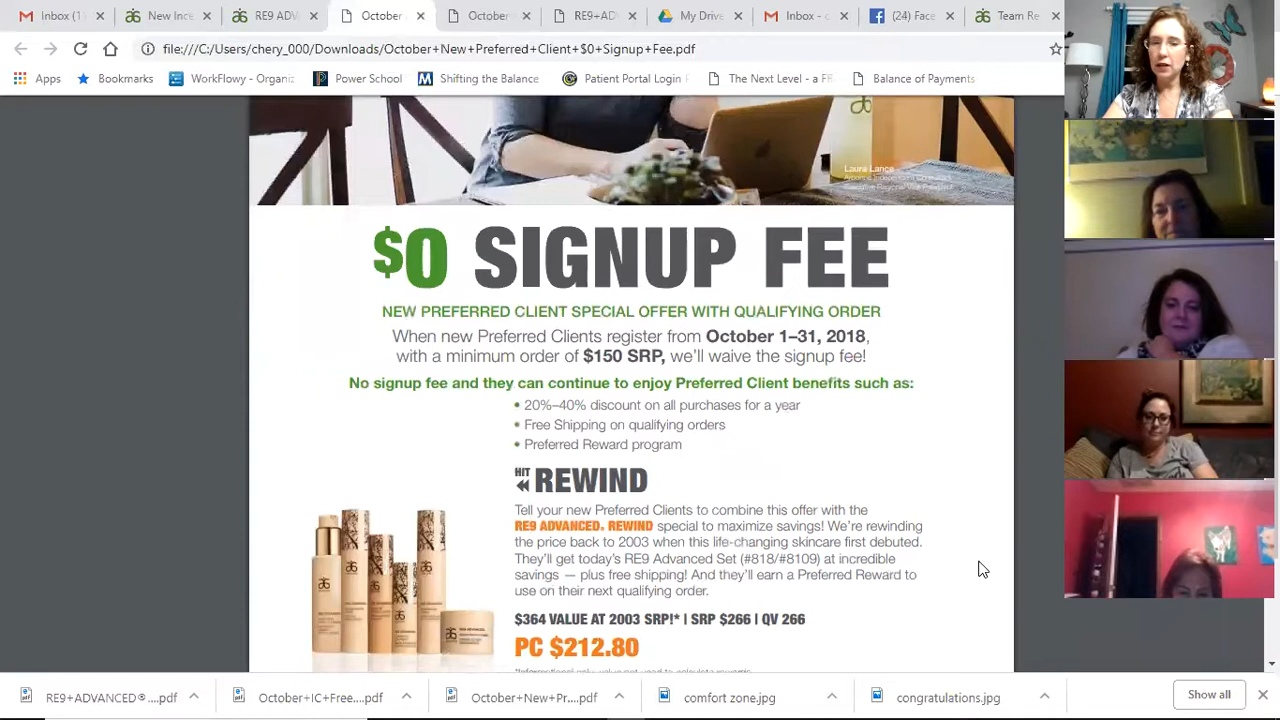 Inbox (1
New Ince
RE9 ADV
October
October
RE9+AD
My Drive
Inbox - c
Face
Team Re
file:///C:/Users/chery_000/Downloads/October+New+Preferred+Client+$0+Signup+Fee.pdf
Apps
Bookmarks
WorkFlowy - Organi
Power School
Shifting the Balance
Patient Portal Login
The Next Level - a FR
Balance of Payments
Laura Lance
$0 SIGNUP FEE
NEW PREFERRED CLIENT SPECIAL OFFER WITH QUALIFYING ORDER
When new Preferred Clients register from October 1–31, 2018,
with a minimum order of $150 SRP, we'll waive the signup fee!
No signup fee and they can continue to enjoy Preferred Client benefits such as:
• 20%–40% discount on all purchases for a year
• Free Shipping on qualifying orders
• Preferred Reward program
HIT REWIND
Tell your new Preferred Clients to combine this offer with the
RE9 ADVANCED® REWIND special to maximize savings! We're rewinding
the price back to 2003 when this life-changing skincare first debuted.
They'll get today's RE9 Advanced Set (#818/#8109) at incredible
savings — plus free shipping! And they'll earn a Preferred Reward to
use on their next qualifying order.
$364 VALUE AT 2003 SRP!* | SRP $266 | QV 266
PC $212.80
RE9+ADVANCED®....pdf
October+IC+Free....pdf
October+New+Pr....pdf
comfort zone.jpg
congratulations.jpg
Show all